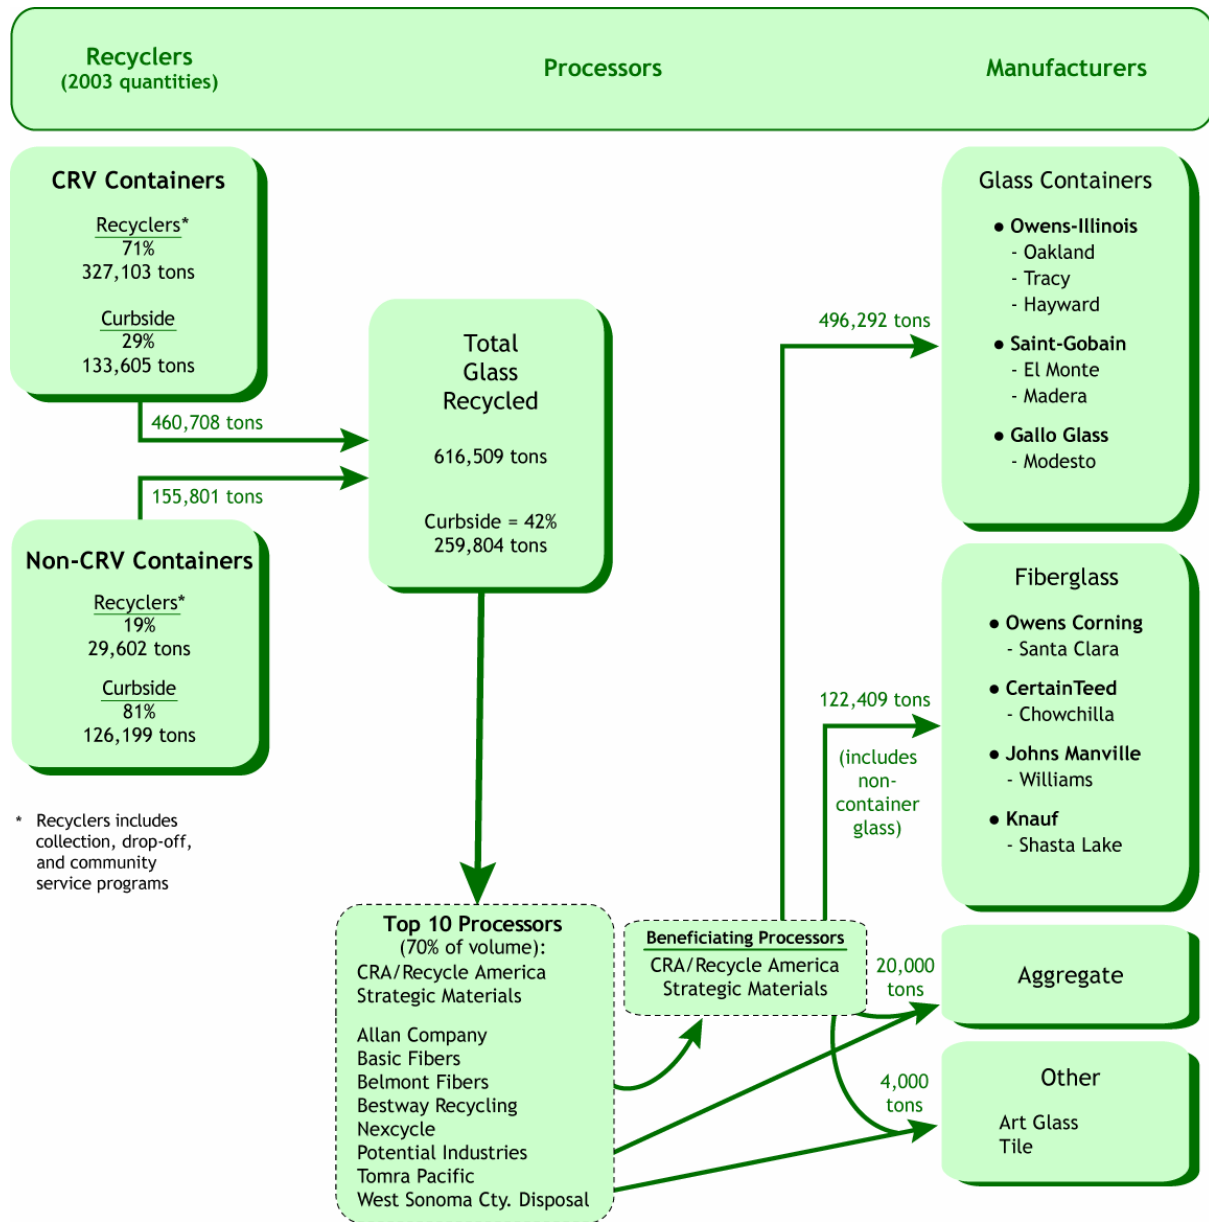 Recyclers
(2003 quantities)
Processors
Manufacturers
CRV Containers
Recyclers*
71%
327,103 tons
Curbside
29%
133,605 tons
460,708 tons
155,801 tons
Non-CRV Containers
Recyclers*
19%
29,602 tons
Curbside
81%
126,199 tons
* Recyclers includes
collection, drop-off,
and community
service programs
Total
Glass
Recycled
616,509 tons
Curbside = 42%
259,804 tons
Top 10 Processors
(70% of volume):
CRA/Recycle America
Strategic Materials
Allan Company
Basic Fibers
Belmont Fibers
Bestway Recycling
Nexcycle
Potential Industries
Tomra Pacific
West Sonoma Cty. Disposal
Beneficiating Processors
CRA/Recycle America
Strategic Materials
496,292 tons
122,409 tons
(includes
non-
container
glass)
20,000
tons
4,000
tons
Glass Containers
● Owens-Illinois
- Oakland
- Tracy
- Hayward
● Saint-Gobain
- El Monte
- Madera
● Gallo Glass
- Modesto
Fiberglass
● Owens Corning
- Santa Clara
● CertainTeed
- Chowchilla
● Johns Manville
- Williams
● Knauf
- Shasta Lake
Aggregate
Other
Art Glass
Tile